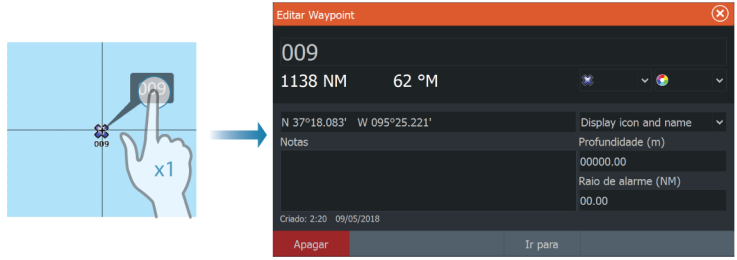 009
009
x1
Editar Waypoint
009
1138 NM 62 °M
N 37°18.083' W 095°25.221' Display icon and name
Notas Profundidade (m)
00000.00
Raio de alarme (NM)
00.00
Criado: 2:20 09/05/2018
Apagar Ir para